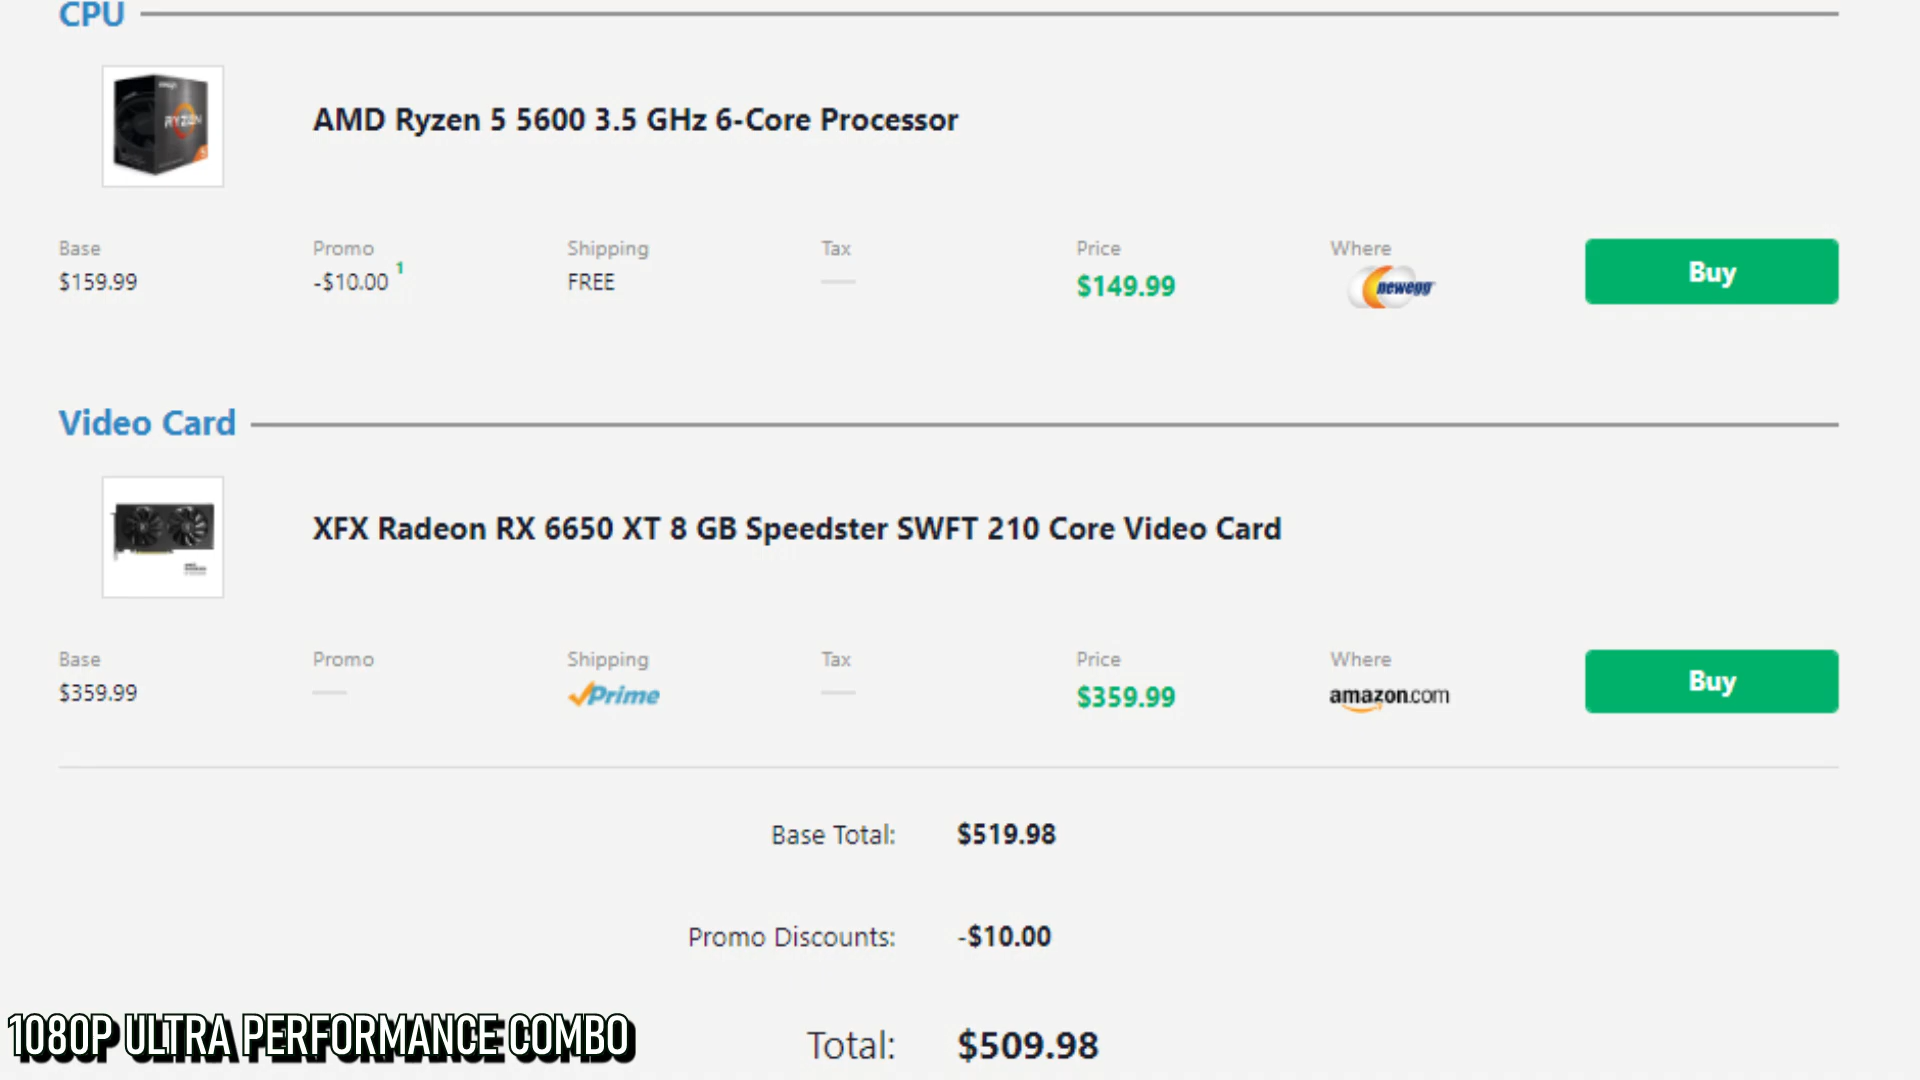 CPU
RYZEN
AMD Ryzen 5 5600 3.5 GHz 6-Core Processor
Base Promo Shipping Tax Price Where
$159.99 -$10.00 1 FREE — $149.99 newegg Buy
Video Card
XFX Radeon RX 6650 XT 8 GB Speedster SWFT 210 Core Video Card
Base Promo Shipping Tax Price Where
$359.99 — Prime — $359.99 amazon.com Buy
Base Total: $519.98
Promo Discounts: -$10.00
Total: $509.98
1080P ULTRA PERFORMANCE COMBO